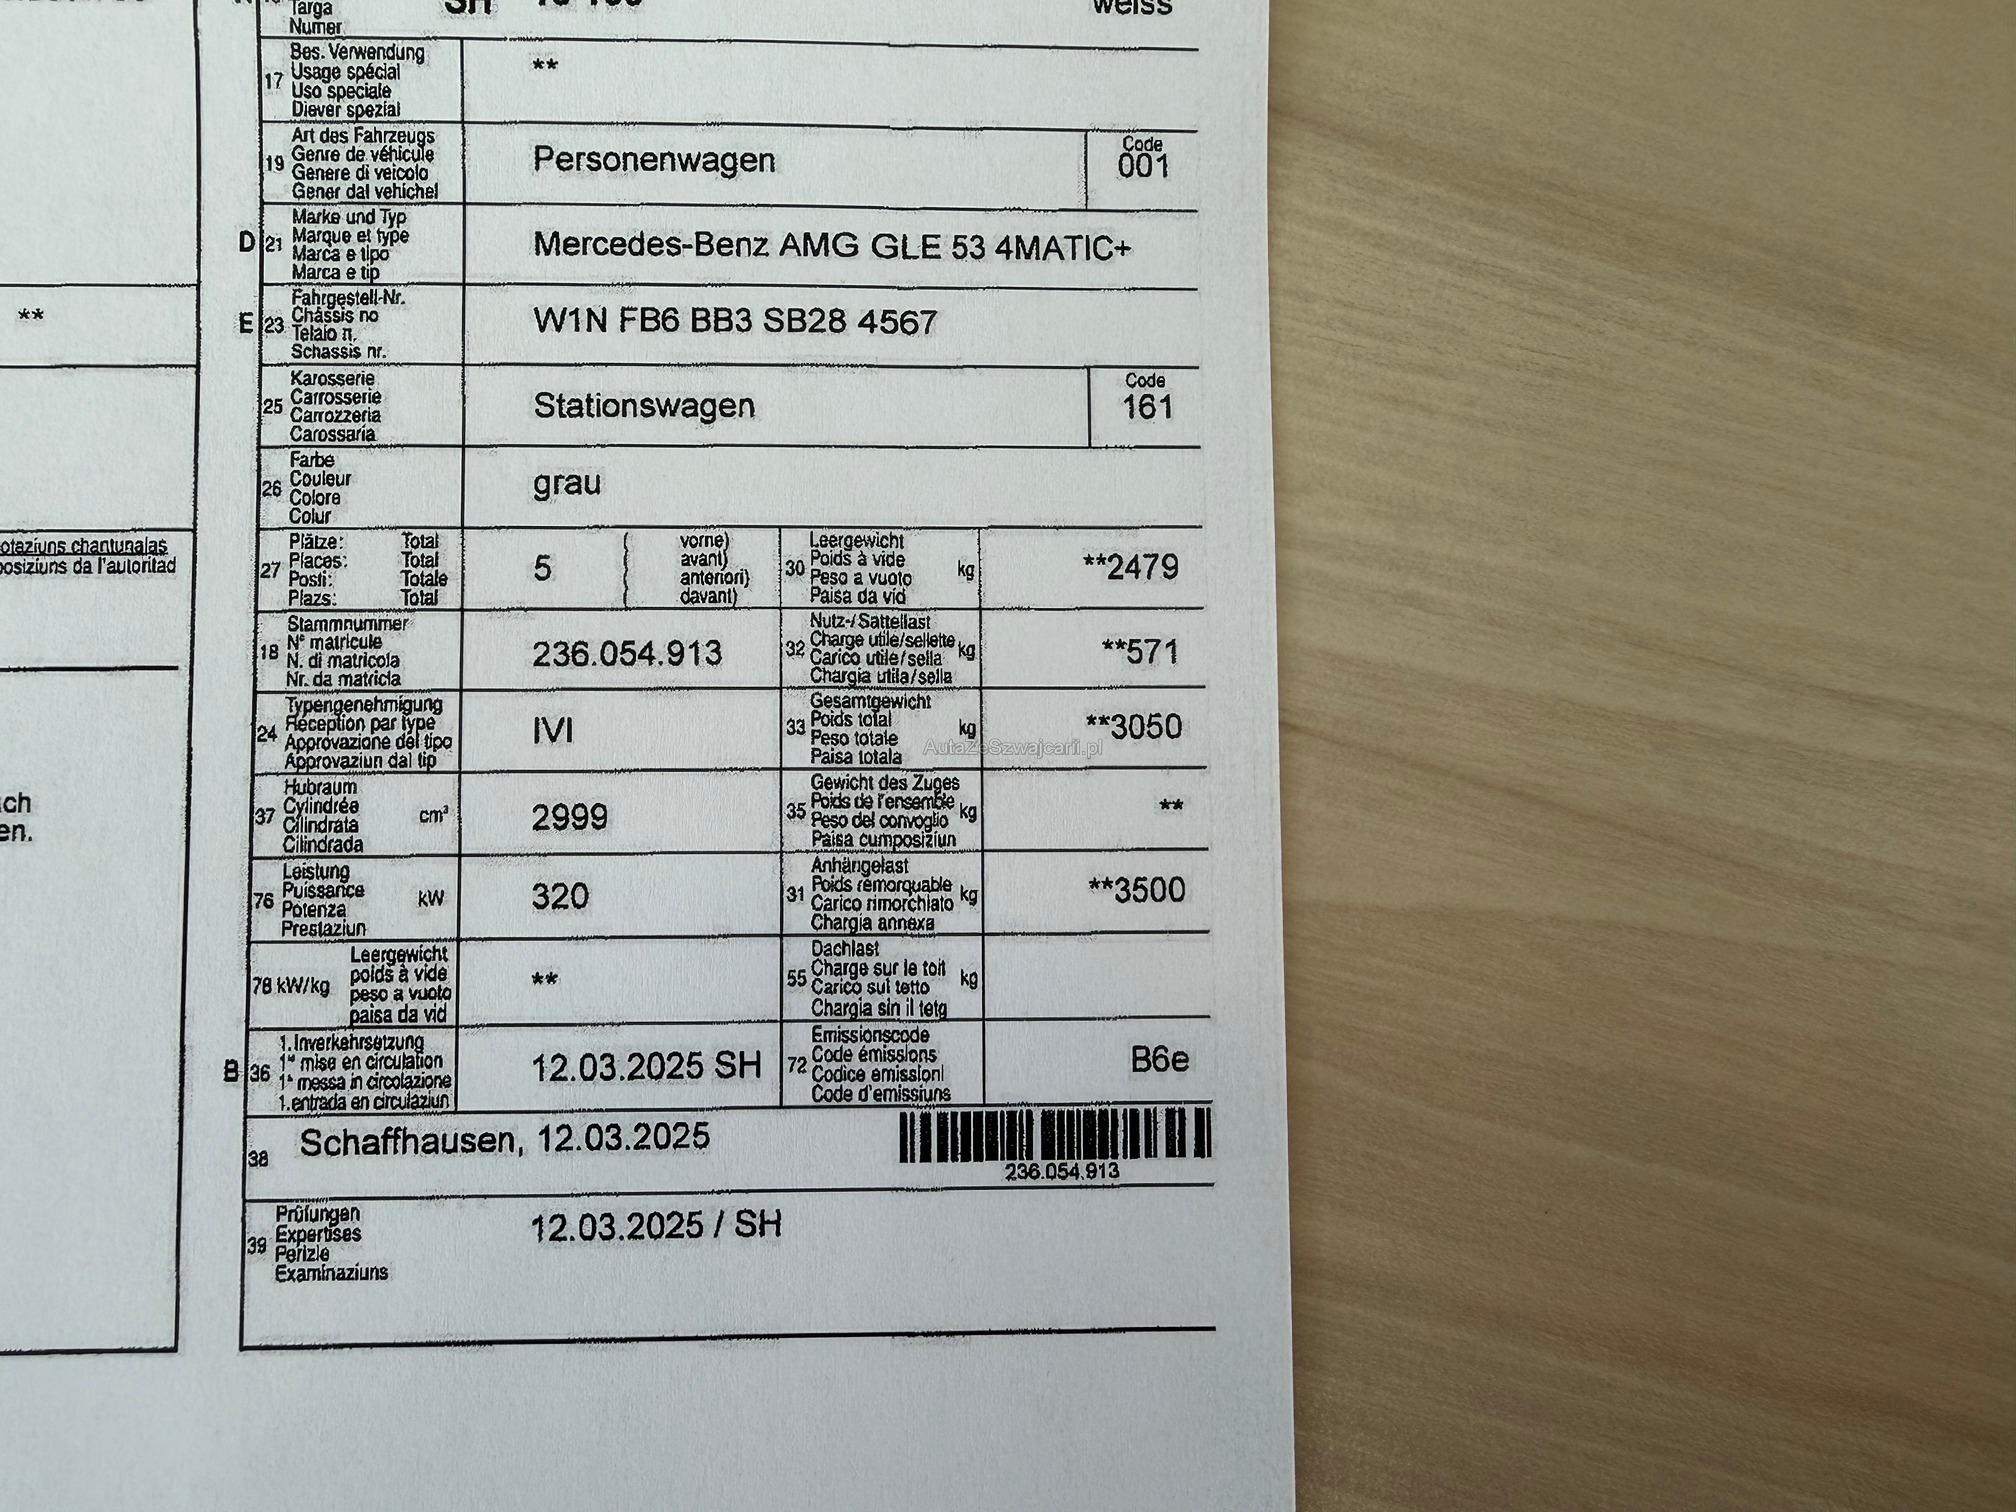 Targa
Numer
SH
weiss
17
Bes. Verwendung
Usage spécial
Uso speciale
Diever spezial
**
19
Art des Fahrzeugs
Genre de véhicule
Genere di veicolo
Gener dal vehichel
Personenwagen
Code
001
D 21
Marke und Typ
Marque et type
Marca e tipo
Marca e tip
Mercedes-Benz AMG GLE 53 4MATIC+
**
E 23
Fahrgestell-Nr.
Châssis no
Telaio n.
Schassis nr.
W1N FB6 BB3 SB28 4567
25
Karosserie
Carrosserie
Carrozzeria
Carossaria
Stationswagen
Code
161
26
Farbe
Couleur
Colore
Colur
grau
otaziuns chantunalas
posiziuns da l'autoritad
27
Plätze: Total
Places: Total
Posti: Totale
Plazs: Total
5
vorne)
avant)
anteriori)
davant)
30
Leergewicht
Poids à vide
Peso a vuoto
Paisa da vid
kg
**2479
18
Stammnummer
N° matricule
N. di matricola
Nr. da matricla
236.054.913
32
Nutz-/Sattellast
Charge utile/sellette
Carico utile/sella
Chargia utila/sella
kg
**571
24
Typengenehmigung
Réception par type
Approvazione del tipo
Approvaziun dal tip
IVI
33
Gesamtgewicht
Poids total
Peso totale
Paisa totala
kg
**3050
AutaZeSzwajcarii.pl
ch
en.
37
Hubraum
Cylindrée
Cilindrata
Cilindrada
cm³
2999
35
Gewicht des Zuges
Poids de l'ensemble
Peso del convoglio
Paisa cumposiziun
kg
**
76
Leistung
Puissance
Potenza
Prestaziun
kW
320
31
Anhängelast
Poids remorquable
Carico rimorchiato
Chargia annexa
kg
**3500
78 kW/kg
Leergewicht
poids à vide
peso a vuoto
paisa da vid
**
55
Dachlast
Charge sur le toit
Carico sul tetto
Chargia sin il tetg
kg
B 36
1.Inverkehrsetzung
1re mise en circulation
1a messa in circolazione
1.entrada en circulaziun
12.03.2025 SH
72
Emissionscode
Code émissions
Codice emissioni
Code d'emissiuns
B6e
38
Schaffhausen, 12.03.2025
236.054.913
39
Prüfungen
Expertises
Perizie
Examinaziuns
12.03.2025 / SH